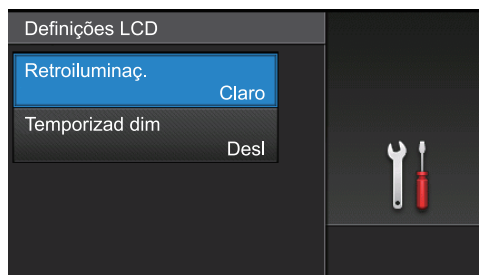 Definições LCD
Retroiluminaç.
Claro
Temporizad dim
Desl